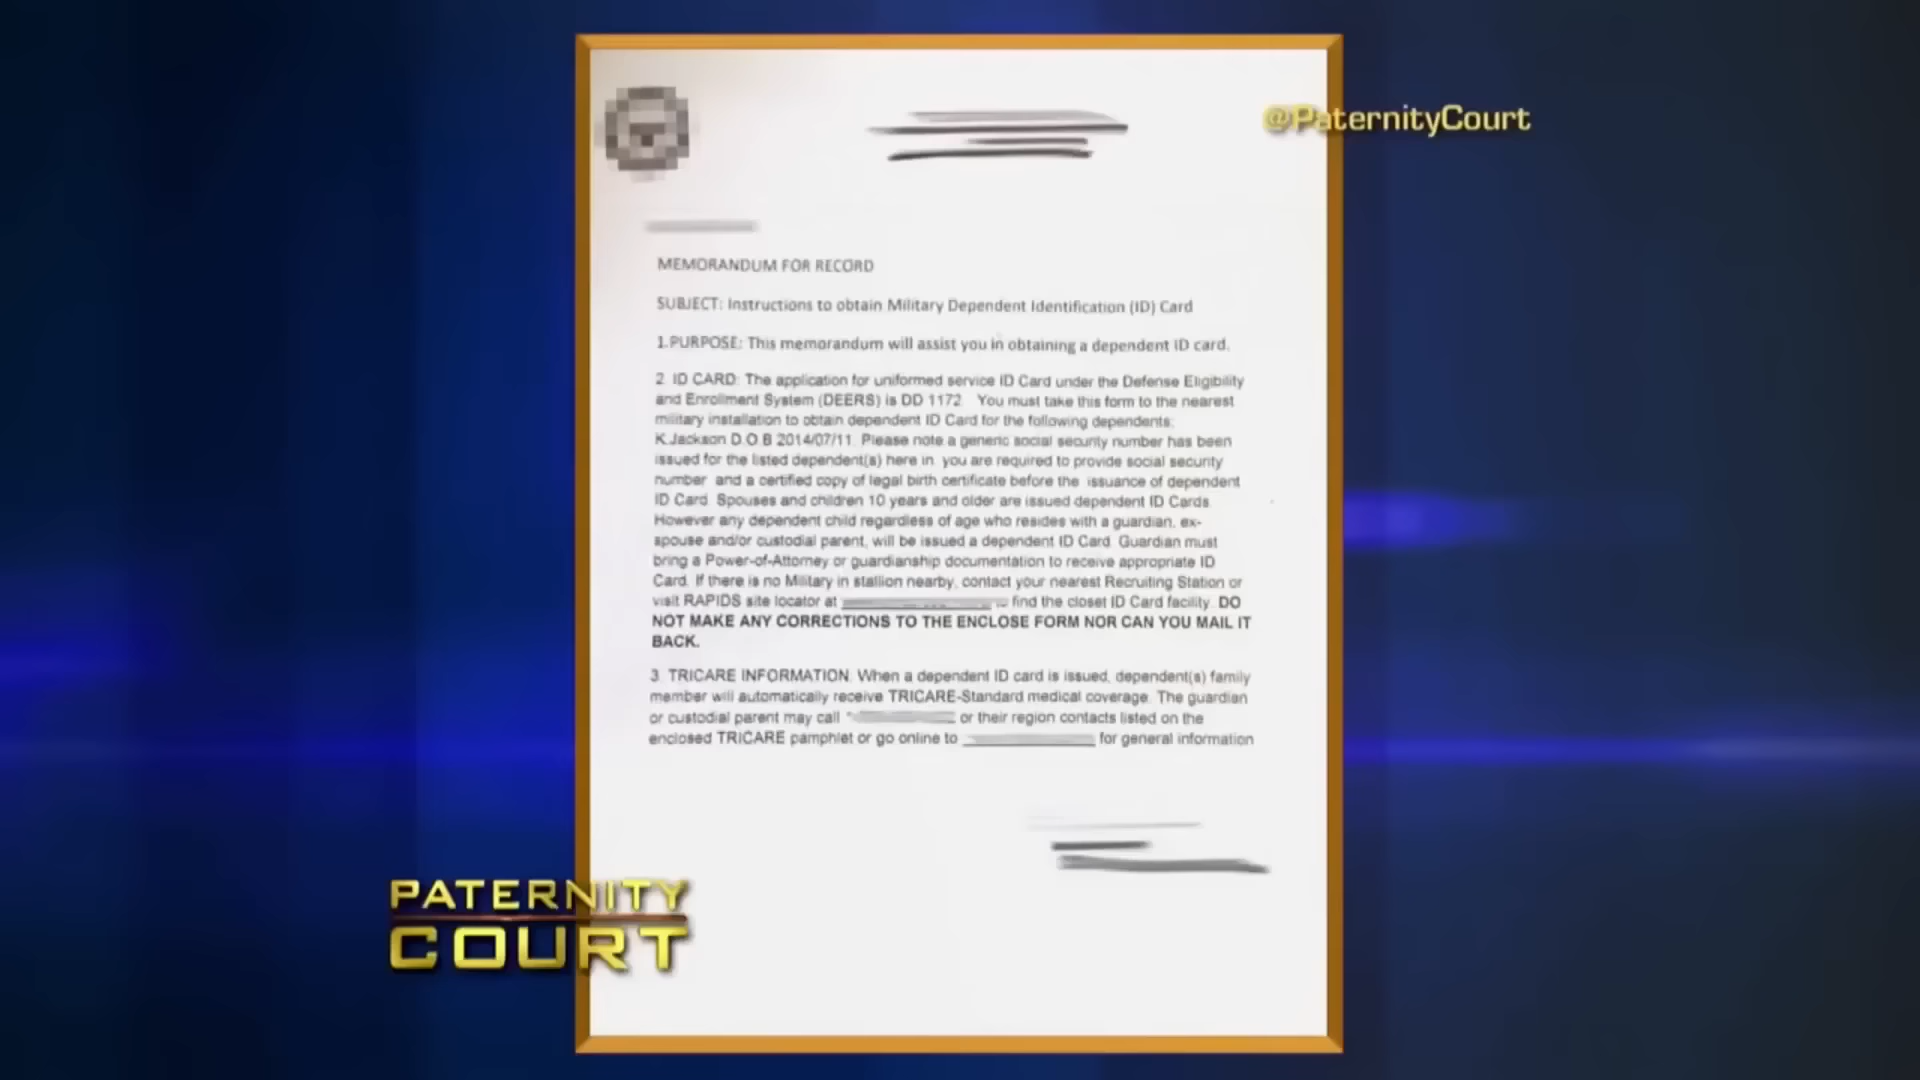 @PaternityCourt
MEMORANDUM FOR RECORD
SUBJECT: Instructions to obtain Military Dependent Identification (ID) Card
1.PURPOSE: This memorandum will assist you in obtaining a dependent ID card.
2. ID CARD: The application for uniformed service ID Card under the Defense Eligibility
and Enrollment System (DEERS) is DD 1172. You must take this form to the nearest
military installation to obtain dependent ID Card for the following dependents:
K.Jackson D.O.B 2014/07/11. Please note a generic social security number has been
issued for the listed dependent(s) here in. you are required to provide social security
number and a certified copy of legal birth certificate before the issuance of dependent
ID Card. Spouses and children 10 years and older are issued dependent ID Cards.
However any dependent child regardless of age who resides with a guardian, ex-
spouse and/or custodial parent, will be issued a dependent ID Card. Guardian must
bring a Power-of-Attorney or guardianship documentation to receive appropriate ID
Card. If there is no Military in stallion nearby, contact your nearest Recruiting Station or
visit RAPIDS site locator at find the closet ID Card facility. DO
NOT MAKE ANY CORRECTIONS TO THE ENCLOSE FORM NOR CAN YOU MAIL IT
BACK.
3. TRICARE INFORMATION. When a dependent ID card is issued, dependent(s) family
member will automatically receive TRICARE-Standard medical coverage. The guardian
or custodial parent may call or their region contacts listed on the
enclosed TRICARE pamphlet or go online to for general information
PATERNITY
COURT